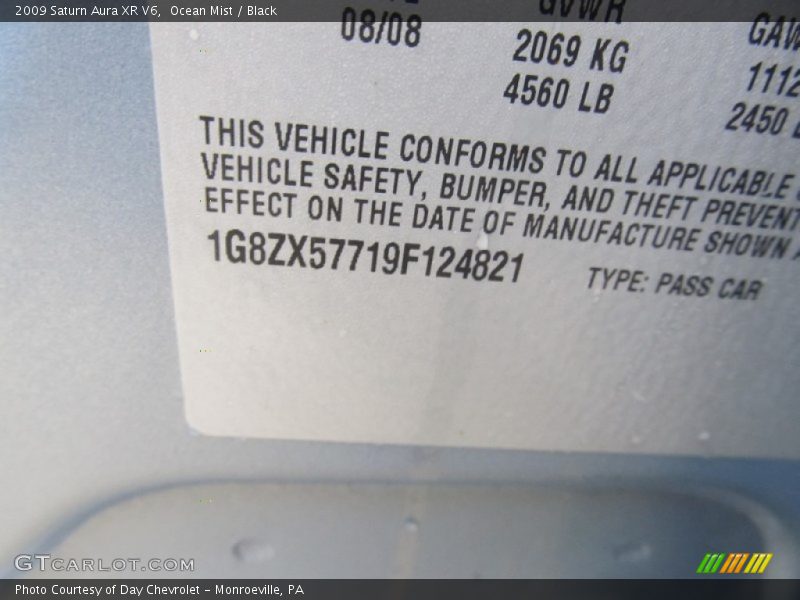 2009 Saturn Aura XR V6, Ocean Mist / Black
08/08 GVWR
2069 KG 1112
4560 LB 2450
THIS VEHICLE CONFORMS TO ALL APPLICABLE
VEHICLE SAFETY, BUMPER, AND THEFT PREVENT
EFFECT ON THE DATE OF MANUFACTURE SHOWN
1G8ZX57719F124821 TYPE: PASS CAR
GTCARLOT.COM
Photo Courtesy of Day Chevrolet - Monroeville, PA